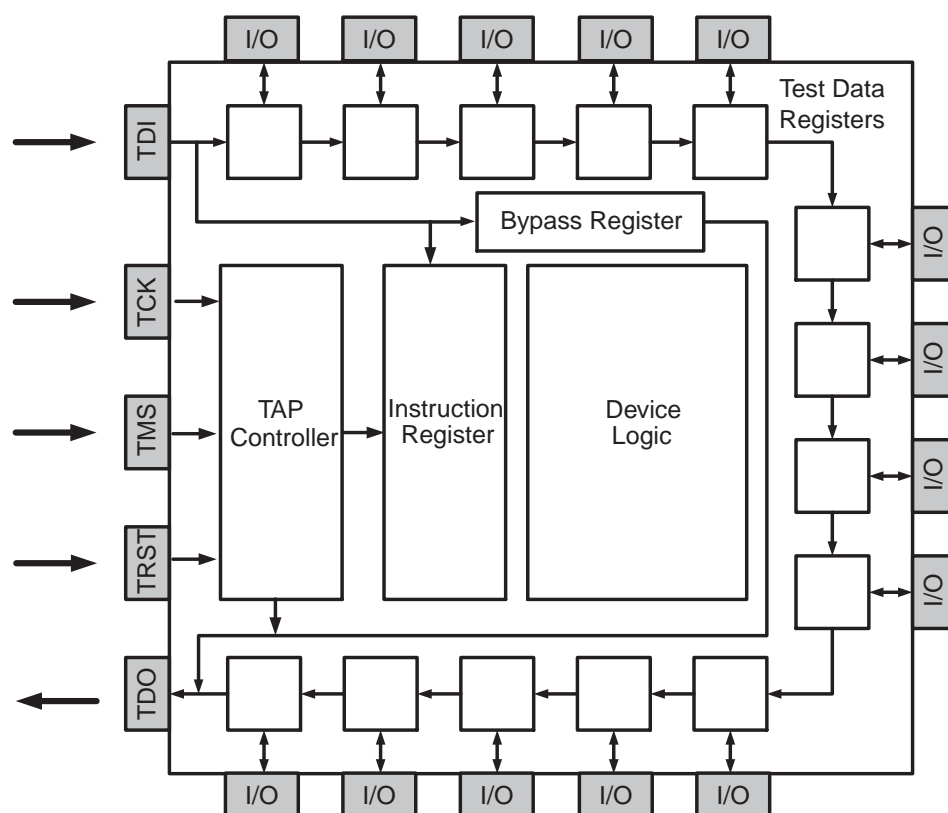 I/O
I/O
I/O
I/O
I/O
Test Data
Registers
TDI
Bypass Register
I/O
TCK
I/O
TAP
Controller
Instruction
Register
Device
Logic
TMS
I/O
TRST
I/O
TDO
I/O
I/O
I/O
I/O
I/O